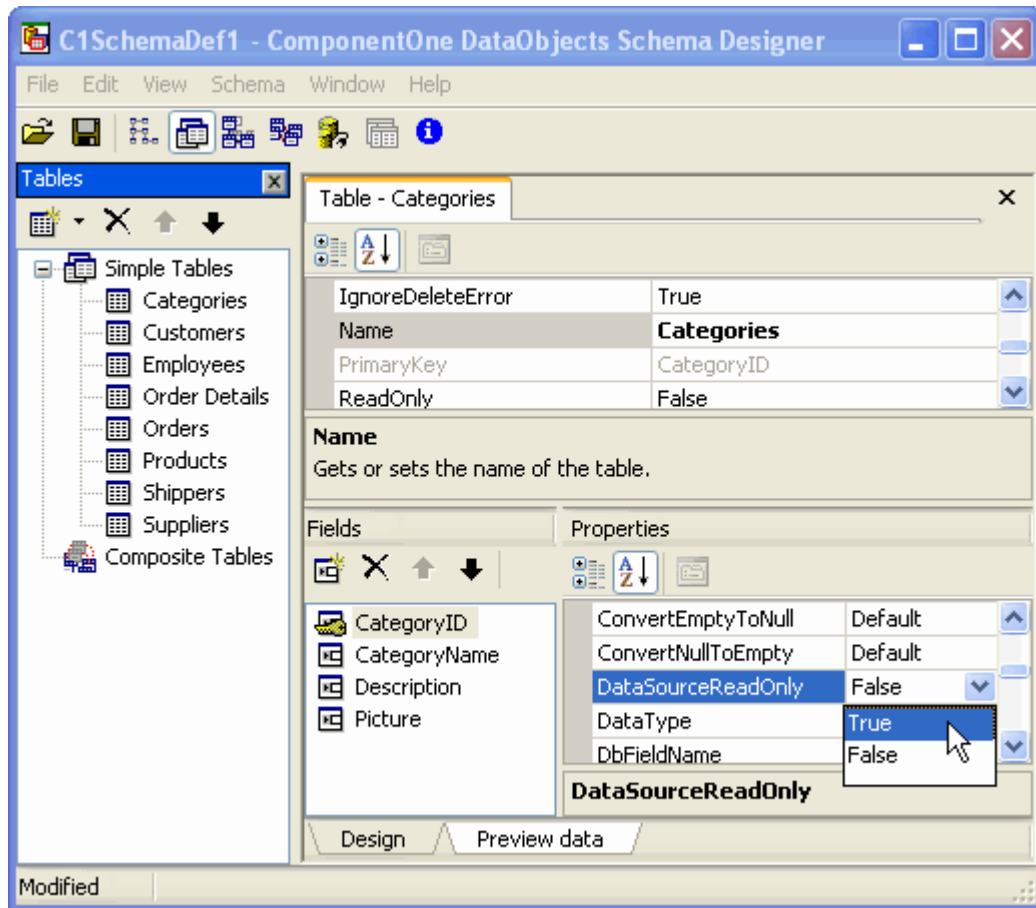 C1SchemaDef1 - ComponentOne DataObjects Schema Designer
File Edit View Schema Window Help
Tables
Simple Tables
Categories
Customers
Employees
Order Details
Orders
Products
Shippers
Suppliers
Composite Tables
Table - Categories
IgnoreDeleteError True
Name Categories
PrimaryKey CategoryID
ReadOnly False
Name
Gets or sets the name of the table.
Fields
CategoryID
CategoryName
Description
Picture
Properties
ConvertEmptyToNull Default
ConvertNullToEmpty Default
DataSourceReadOnly False
DataType
DbFieldName
True
False
DataSourceReadOnly
Design Preview data
Modified